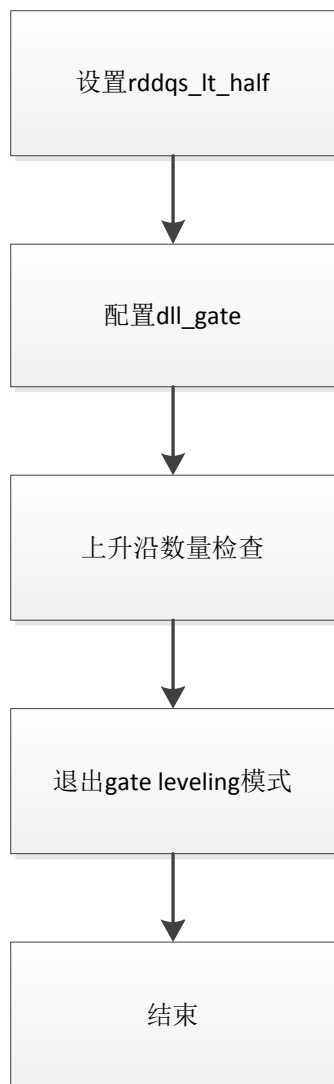 设置rddqs_lt_half
配置dll_gate
上升沿数量检查
退出gate leveling模式
结束